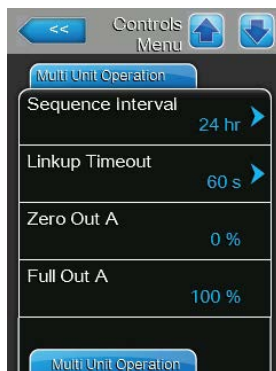 <<
Controls
Menu
Multi Unit Operation
Sequence Interval
24 hr
Linkup Timeout
60 s
Zero Out A
0 %
Full Out A
100 %
Multi Unit Operation